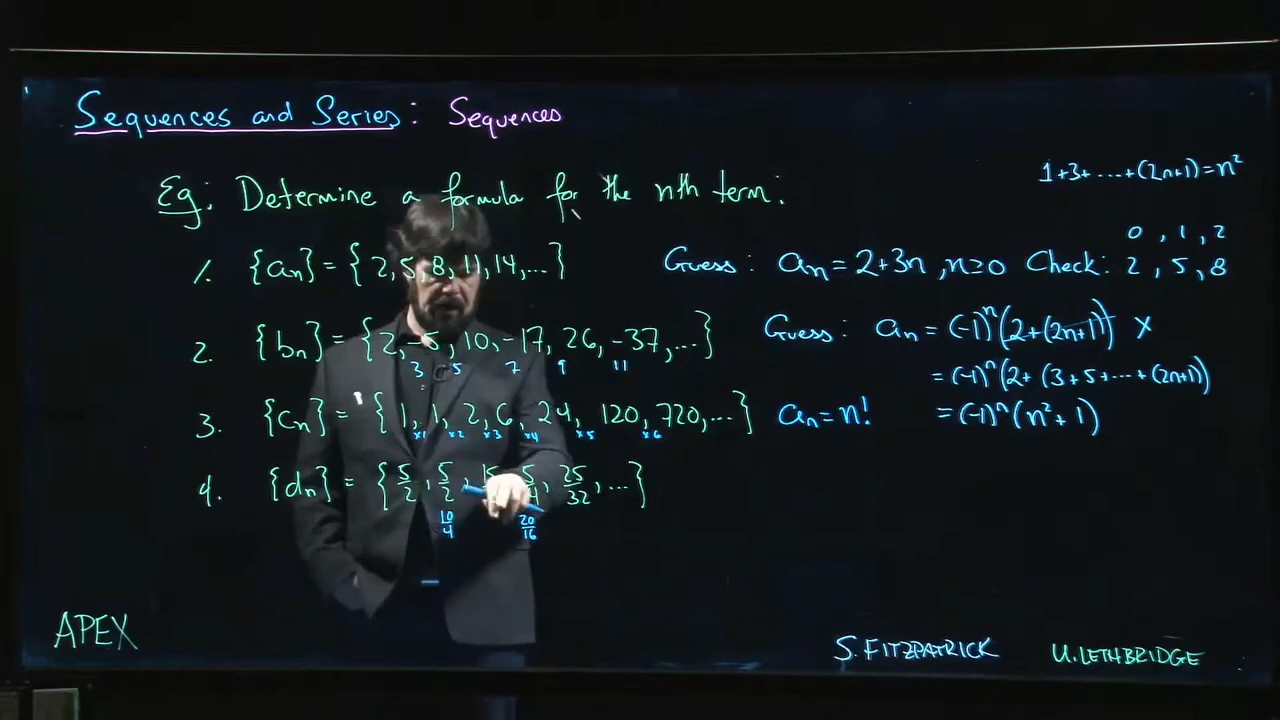 Sequences and Series: Sequences
1+3+...+(2n+1)=n²
Eg: Determine a formula for the nth term:
0, 1, 2
1. {an} = {2, 5, 8, 11, 14, ...} Guess: an = 2+3n, n≥0 Check: 2, 5, 8
2. {bn} = {2, -5, 10, -17, 26, -37, ...} Guess: an = (-1)ⁿ(2+(2n+1)) X
3 5 7 9 11
= (-1)ⁿ(2+(3+5+...+(2n+1))
3. {cn} = {1, 1, 2, 6, 24, 120, 720, ...} an = n! = (-1)ⁿ(n²+1)
x1 x2 x3 x4 x5 x6
4. {dn} = {5/2, 5/2, 15, 5/4, 25/32, ...}
10/4 20/16
APEX
S. FITZPATRICK U. LETHBRIDGE